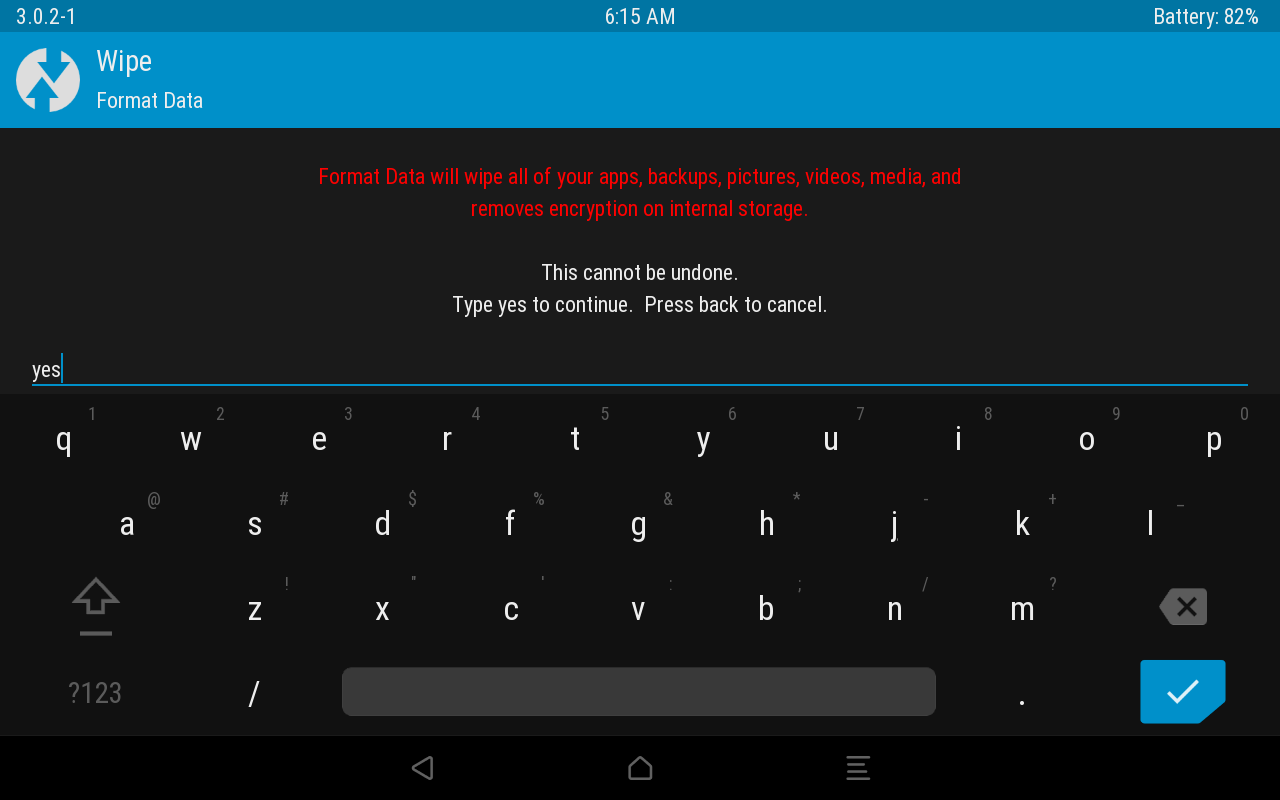 3.0.2-1 6:15 AM Battery: 82%
Wipe
Format Data
Format Data will wipe all of your apps, backups, pictures, videos, media, and
removes encryption on internal storage.
This cannot be undone.
Type yes to continue.  Press back to cancel.
yes
1 2 3 4 5 6 7 8 9 0
q w e r t y u i o p
@ # $ % & * - + _
a s d f g h j k l
! " ' : ; / ?
z x c v b n m
?123 / .